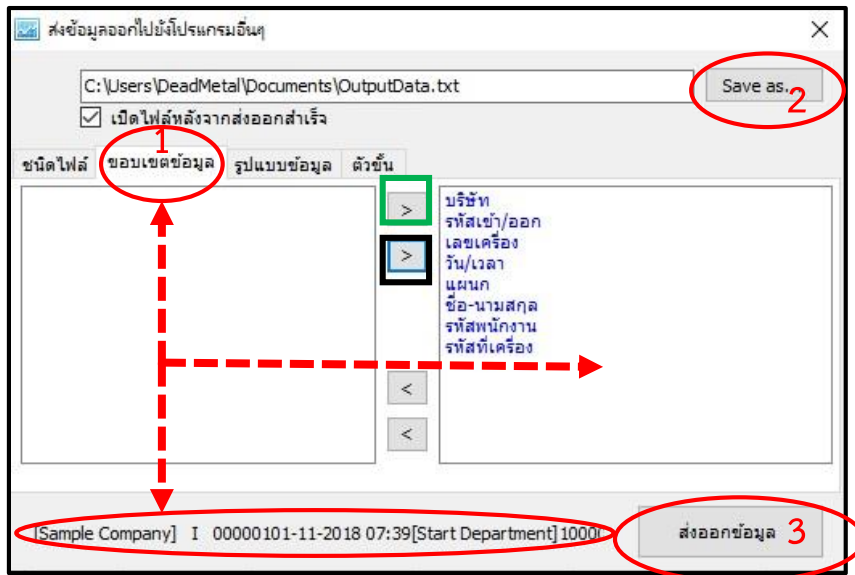 ส่งข้อมูลออกไปยังโปรแกรมอื่นๆ
C:\Users\DeadMetal\Documents\OutputData.txt
Save as...
2
เปิดไฟล์หลังจากส่งออกสำเร็จ
1
ชนิดไฟล์ ขอบเขตข้อมูล รูปแบบข้อมูล ตัวขั้น
>
>
<
<
บริษัท
รหัสเข้า/ออก
เลขเครื่อง
วัน/เวลา
แผนก
ชื่อ-นามสกุล
รหัสพนักงาน
รหัสที่เครื่อง
[Sample Company] I 00000101-11-2018 07:39[Start Department]1000
ส่งออกข้อมูล 3